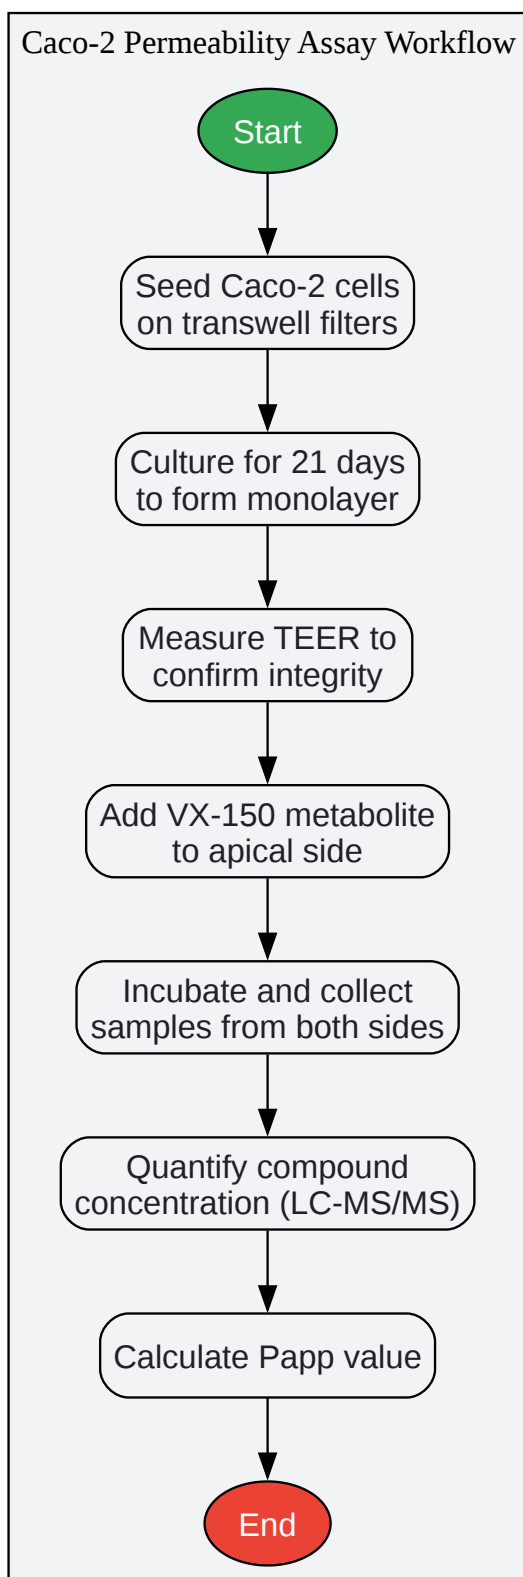 Caco-2 Permeability Assay Workflow
Start
Seed Caco-2 cells
on transwell filters
Culture for 21 days
to form monolayer
Measure TEER to
confirm integrity
Add VX-150 metabolite
to apical side
Incubate and collect
samples from both sides
Quantify compound
concentration (LC-MS/MS)
Calculate Papp value
End